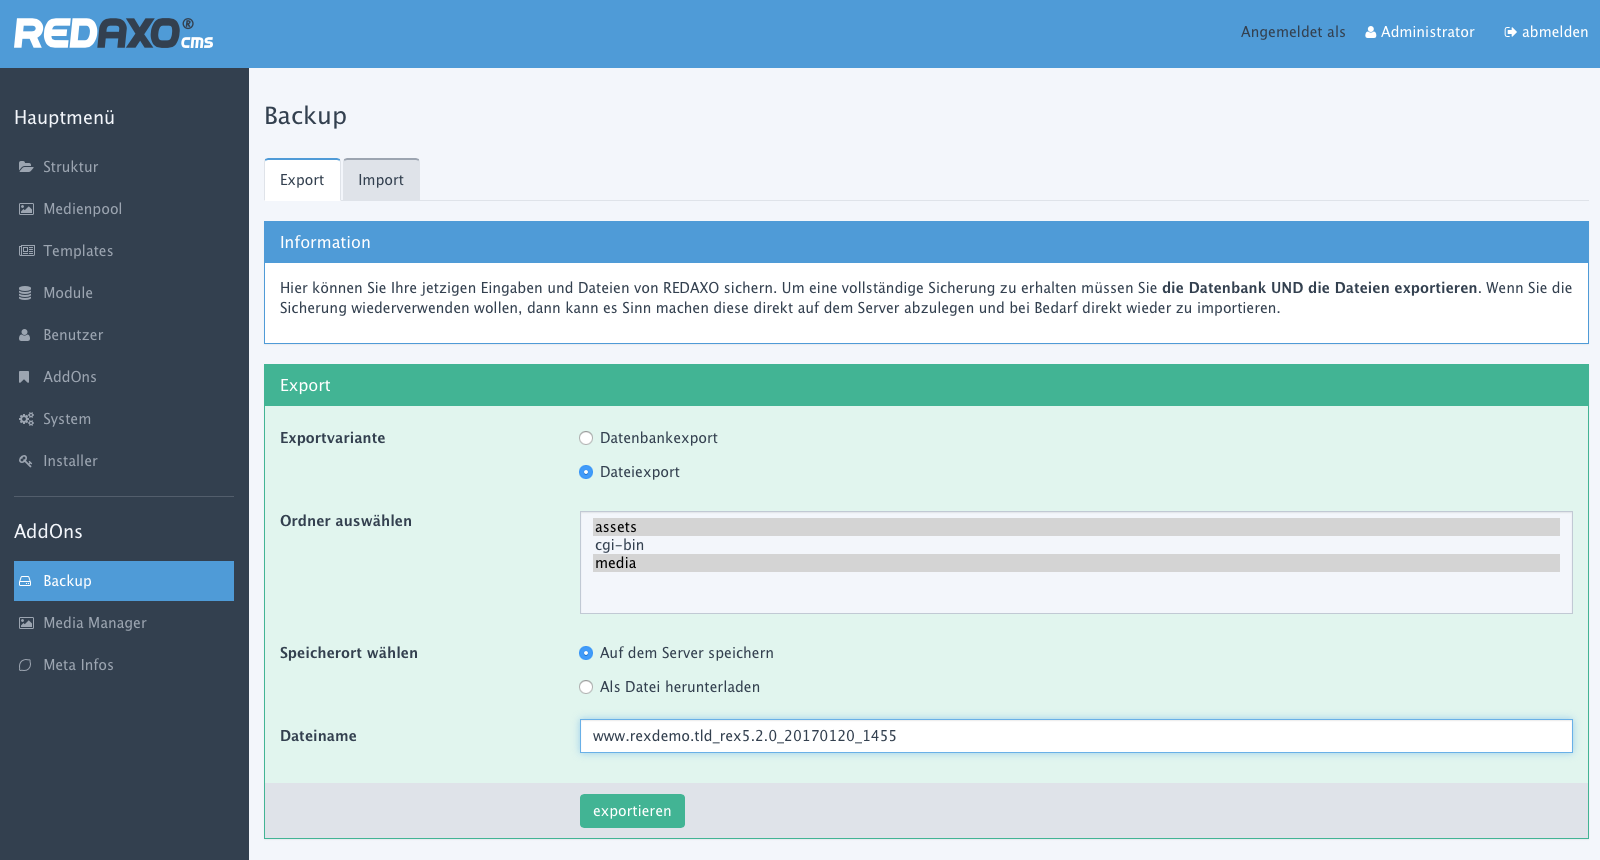 REDAXO® cms
Angemeldet als Administrator abmelden
Hauptmenü
Struktur
Medienpool
Templates
Module
Benutzer
AddOns
System
Installer
AddOns
Backup
Media Manager
Meta Infos
Backup
Export Import
Information
Hier können Sie Ihre jetzigen Eingaben und Dateien von REDAXO sichern. Um eine vollständige Sicherung zu erhalten müssen Sie die Datenbank UND die Dateien exportieren. Wenn Sie die
Sicherung wiederverwenden wollen, dann kann es Sinn machen diese direkt auf dem Server abzulegen und bei Bedarf direkt wieder zu importieren.
Export
Exportvariante Datenbankexport
Dateiexport
Ordner auswählen
assets
cgi-bin
media
Speicherort wählen Auf dem Server speichern
Als Datei herunterladen
Dateiname www.rexdemo.tld_rex5.2.0_20170120_1455
exportieren